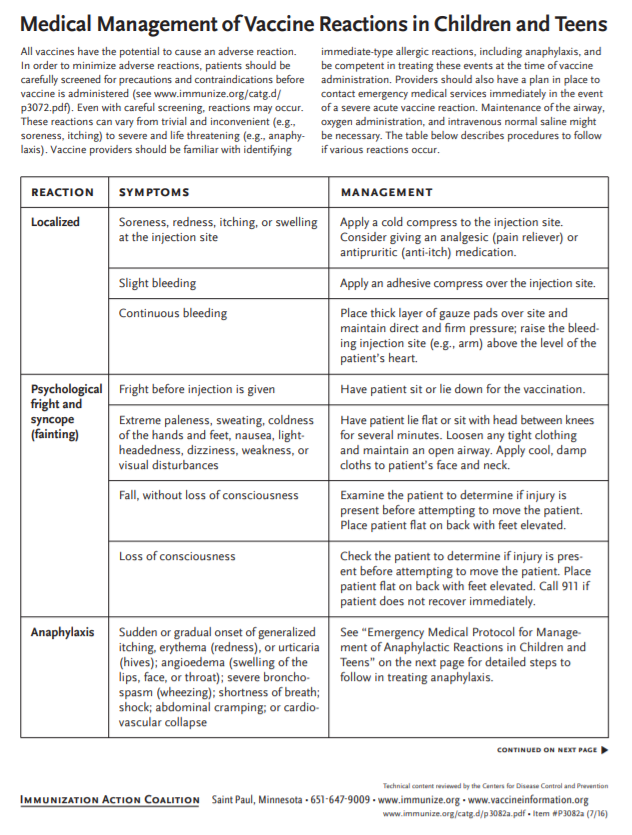 Medical Management of Vaccine Reactions in Children and Teens
All vaccines have the potential to cause an adverse reaction.
In order to minimize adverse reactions, patients should be
carefully screened for precautions and contraindications before
vaccine is administered (see www.immunize.org/catg.d/
p3072.pdf). Even with careful screening, reactions may occur.
These reactions can vary from trivial and inconvenient (e.g.,
soreness, itching) to severe and life threatening (e.g., anaphy-
laxis). Vaccine providers should be familiar with identifying
immediate-type allergic reactions, including anaphylaxis, and
be competent in treating these events at the time of vaccine
administration. Providers should also have a plan in place to
contact emergency medical services immediately in the event
of a severe acute vaccine reaction. Maintenance of the airway,
oxygen administration, and intravenous normal saline might
be necessary. The table below describes procedures to follow
if various reactions occur.
REACTION SYMPTOMS MANAGEMENT
Localized
Soreness, redness, itching, or swelling
at the injection site
Apply a cold compress to the injection site.
Consider giving an analgesic (pain reliever) or
antipruritic (anti-itch) medication.
Slight bleeding
Apply an adhesive compress over the injection site.
Continuous bleeding
Place thick layer of gauze pads over site and
maintain direct and firm pressure; raise the bleed-
ing injection site (e.g., arm) above the level of the
patient's heart.
Psychological
fright and
syncope
(fainting)
Fright before injection is given
Have patient sit or lie down for the vaccination.
Extreme paleness, sweating, coldness
of the hands and feet, nausea, light-
headedness, dizziness, weakness, or
visual disturbances
Have patient lie flat or sit with head between knees
for several minutes. Loosen any tight clothing
and maintain an open airway. Apply cool, damp
cloths to patient's face and neck.
Fall, without loss of consciousness
Examine the patient to determine if injury is
present before attempting to move the patient.
Place patient flat on back with feet elevated.
Loss of consciousness
Check the patient to determine if injury is pres-
ent before attempting to move the patient. Place
patient flat on back with feet elevated. Call 911 if
patient does not recover immediately.
Anaphylaxis
Sudden or gradual onset of generalized
itching, erythema (redness), or urticaria
(hives); angioedema (swelling of the
lips, face, or throat); severe broncho-
spasm (wheezing); shortness of breath;
shock; abdominal cramping; or cardio-
vascular collapse
See “Emergency Medical Protocol for Manage-
ment of Anaphylactic Reactions in Children and
Teens” on the next page for detailed steps to
follow in treating anaphylaxis.
CONTINUED ON NEXT PAGE ▶
Technical content reviewed by the Centers for Disease Control and Prevention
IMMUNIZATION ACTION COALITION Saint Paul, Minnesota • 651-647-9009 • www.immunize.org • www.vaccineinformation.org
www.immunize.org/catg.d/p3082a.pdf • Item #P3082a (7/16)